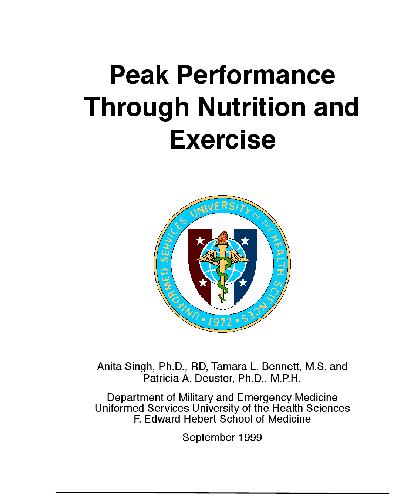 Peak Performance
Through Nutrition and
Exercise
UNIFORMED SERVICES UNIVERSITY of the HEALTH SCIENCES
• 1972 •
Anita Singh, Ph.D., RD, Tamara L. Bennett, M.S. and
Patricia A. Deuster, Ph.D., M.P.H.
Department of Military and Emergency Medicine
Uniformed Services University of the Health Sciences
F. Edward Hebert School of Medicine
September 1999